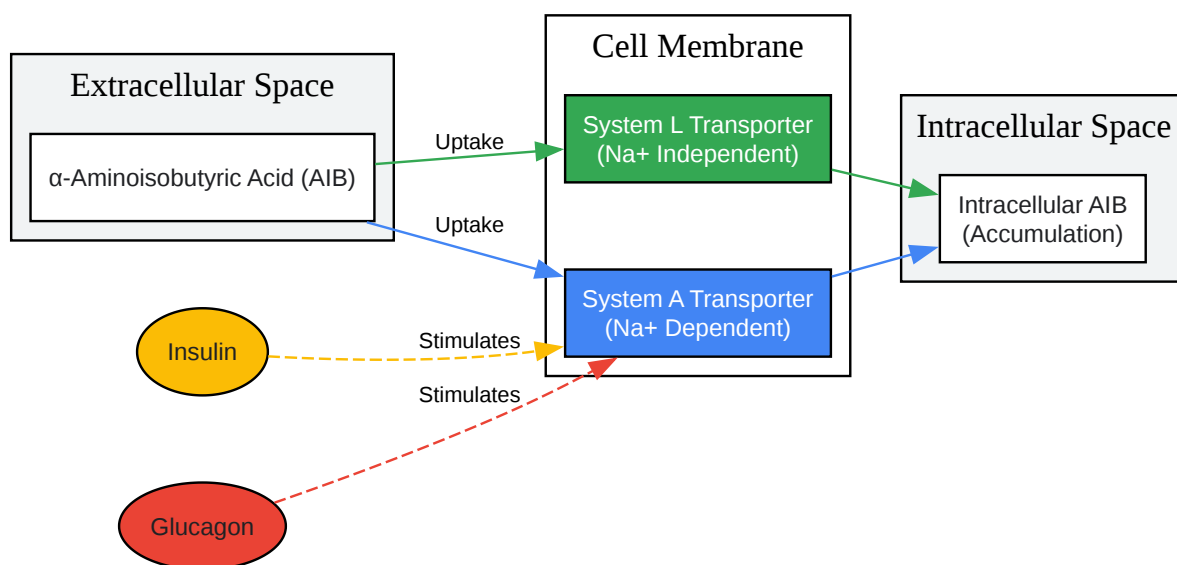 Cell Membrane
Extracellular Space
System L Transporter
(Na+ Independent)
Intracellular Space
Uptake
α-Aminoisobutyric Acid (AIB)
Intracellular AIB
(Accumulation)
Uptake
System A Transporter
(Na+ Dependent)
Insulin
Stimulates
Stimulates
Glucagon